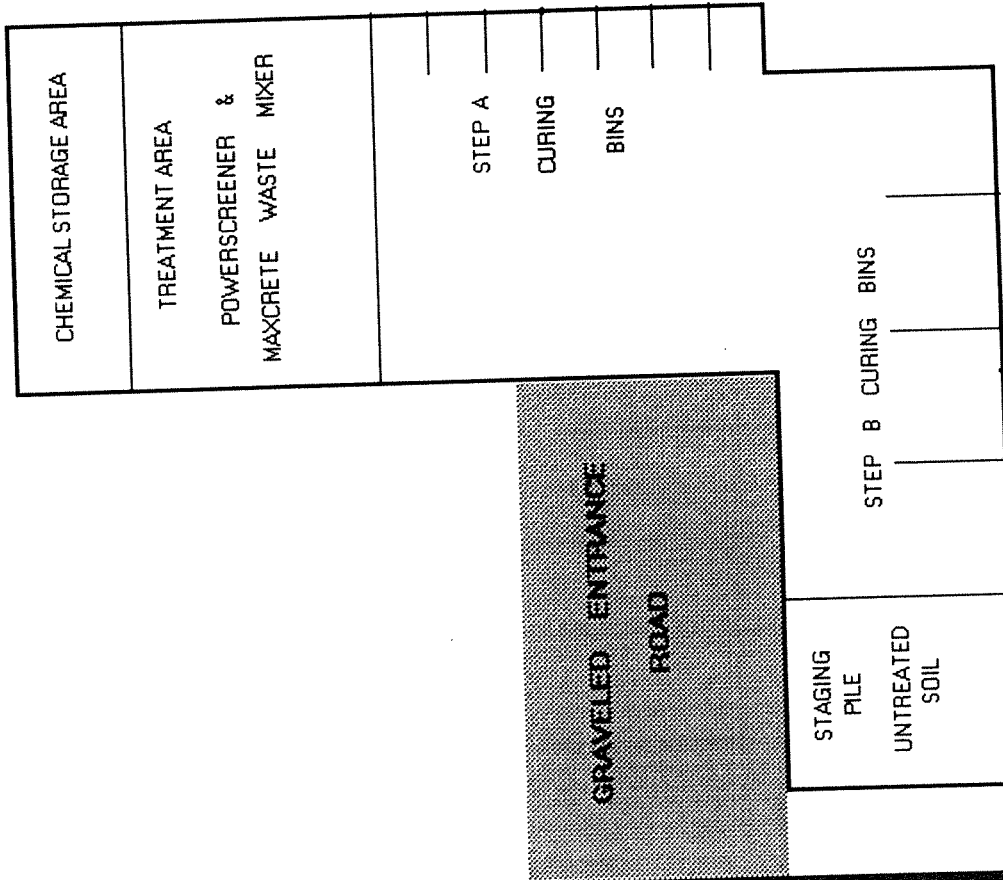 CHEMICAL STORAGE AREA
TREATMENT AREA
POWERSCREENER &
MAXCRETE WASTE MIXER
STEP A
CURING
BINS
STEP B CURING BINS
GRAVELED ENTRANCE
ROAD
STAGING
PILE
UNTREATED
SOIL